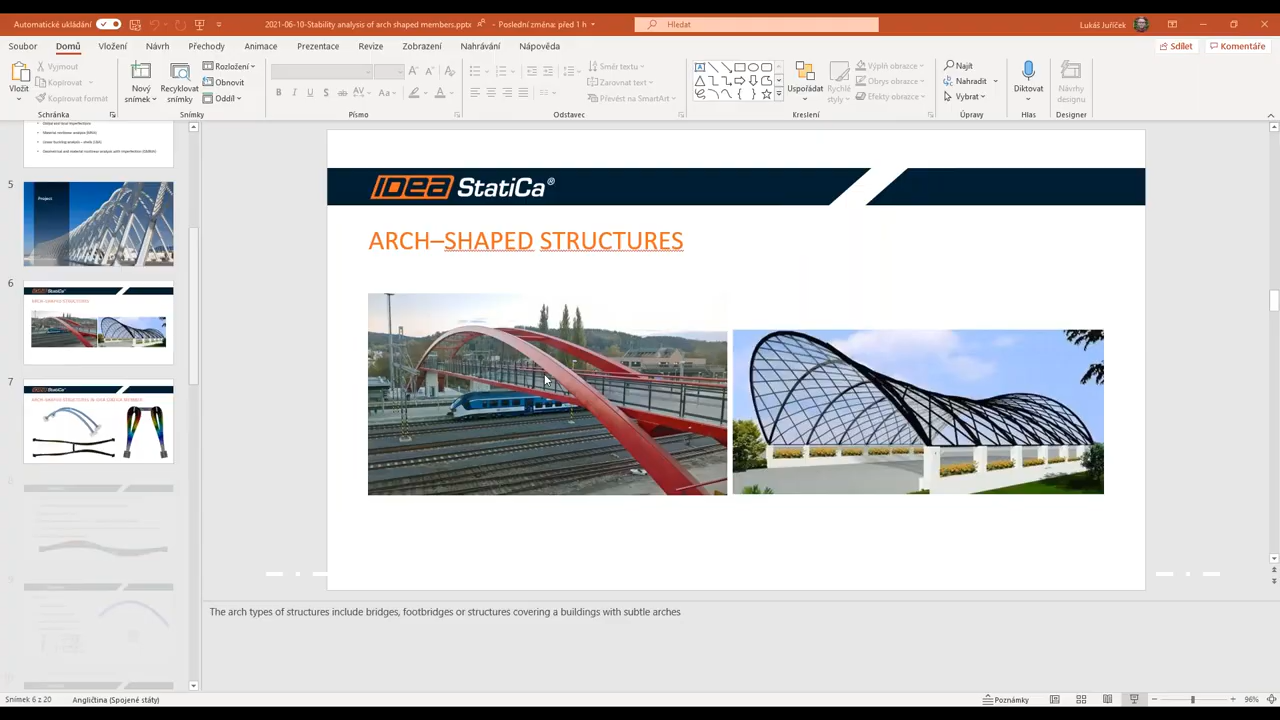 Automatické ukládání
2021-06-10-Stability analysis of arch shaped members.pptx
- Poslední změna: před 1 h
Hledat
Lukáš Juříček
Soubor
Domů
Vložení
Návrh
Přechody
Animace
Prezentace
Revize
Zobrazení
Nahrávání
Nápověda
Sdílet
Komentáře
Vložit
Vyjmout
Kopírovat
Kopírovat formát
Schránka
Nový snímek
Recyklovat snímky
Rozložení
Obnovit
Oddíl
Snímky
Písmo
Směr textu
Zarovnat text
Převést na SmartArt
Odstavec
Uspořádat
Rychlé styly
Výplň obrazce
Obrys obrazce
Efekty obrazce
Kreslení
Najít
Nahradit
Vybrat
Úpravy
Diktovat
Hlas
Návrhy designu
Designer
5
Project
6
7
IDEA StatiCa®
ARCH–SHAPED STRUCTURES
The arch types of structures include bridges, footbridges or structures covering a buildings with subtle arches
Snímek 6 z 20
Angličtina (Spojené státy)
Poznámky
96%